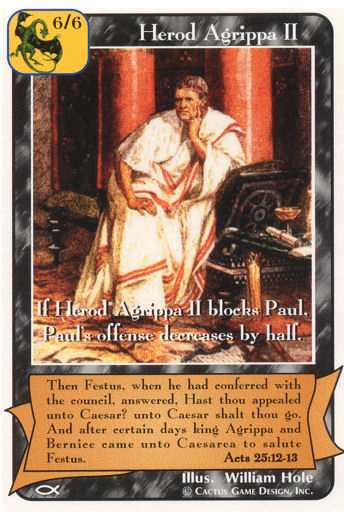 6/6
Herod Agrippa II
If Herod Agrippa II blocks Paul,
Paul's offense decreases by half.
Then Festus, when he had conferred with
the council, answered, Hast thou appealed
unto Caesar? unto Caesar shalt thou go.
And after certain days king Agrippa and
Bernice came unto Caesarea to salute
Festus. Acts 25:12-13
Illus. William Hole
© Cactus Game Design, Inc.